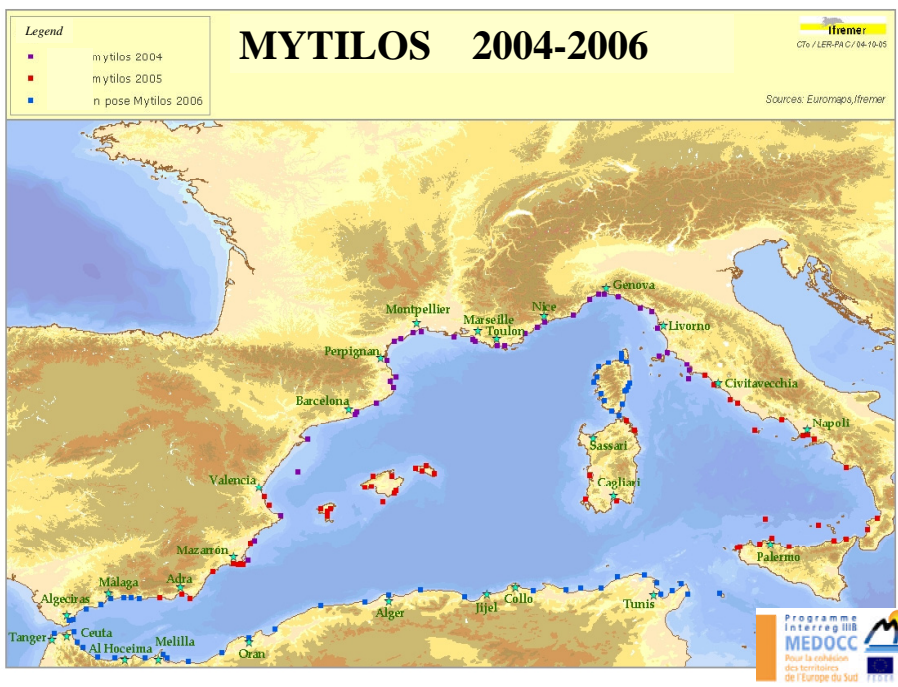 Legend
mytilos 2004
mytilos 2005
n pose Mytilos 2006
MYTILOS 2004-2006
Ifremer
CTo / LER-PAC / 04-10-05
Sources: Euromaps,Ifremer
Genova
Montpellier
Nice
Marseille
Toulon
Livorno
Perpignan
Civitavecchia
Barcelona
Napoli
Sassari
Valencia
Cagliari
Mazarrón
Palermo
Málaga
Adra
Algeciras
Collo
Jijel
Tunis
Alger
Tanger
Ceuta
Al Hoceima
Melilla
Oran
Programme
Interreg IIIB
MEDOCC
Pour la cohésion
des territoires
de l'Europe du Sud
FEDER